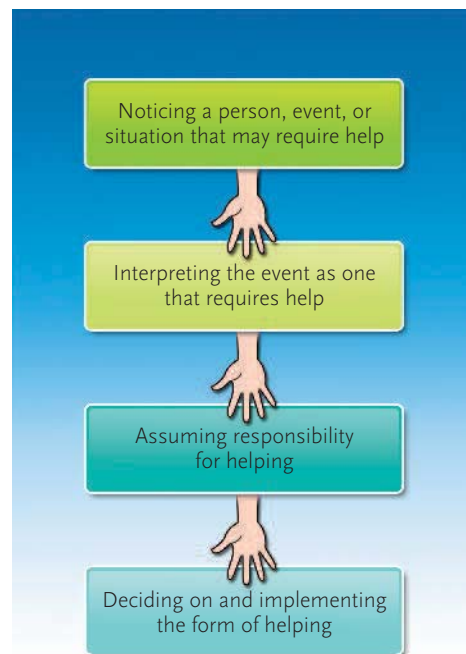 Noticing a person, event, or
situation that may require help
Interpreting the event as one
that requires help
Assuming responsibility
for helping
Deciding on and implementing
the form of helping